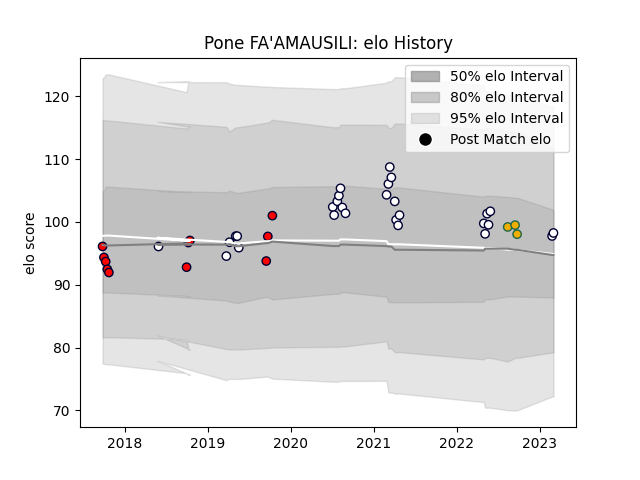 Pone FA'AMAUSILI: elo History
50% elo Interval
80% elo Interval
95% elo Interval
Post Match elo
elo score
120
110
100
90
80
70
2018 2019 2020 2021 2022 2023